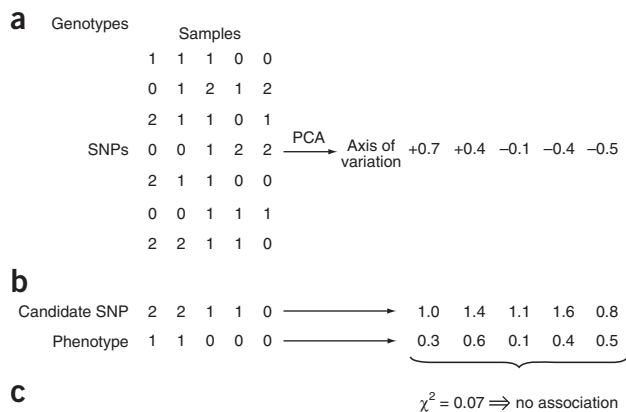 a
Genotypes
Samples
1 1 1 0 0
0 1 2 1 2
2 1 1 0 1
SNPs 0 0 1 2 2 PCA Axis of variation +0.7 +0.4 −0.1 −0.4 −0.5
2 1 1 0 0
0 0 1 1 1
2 2 1 1 0
b
Candidate SNP 2 2 1 1 0 1.0 1.4 1.1 1.6 0.8
Phenotype 1 1 0 0 0 0.3 0.6 0.1 0.4 0.5
c
χ² = 0.07 ⇒ no association